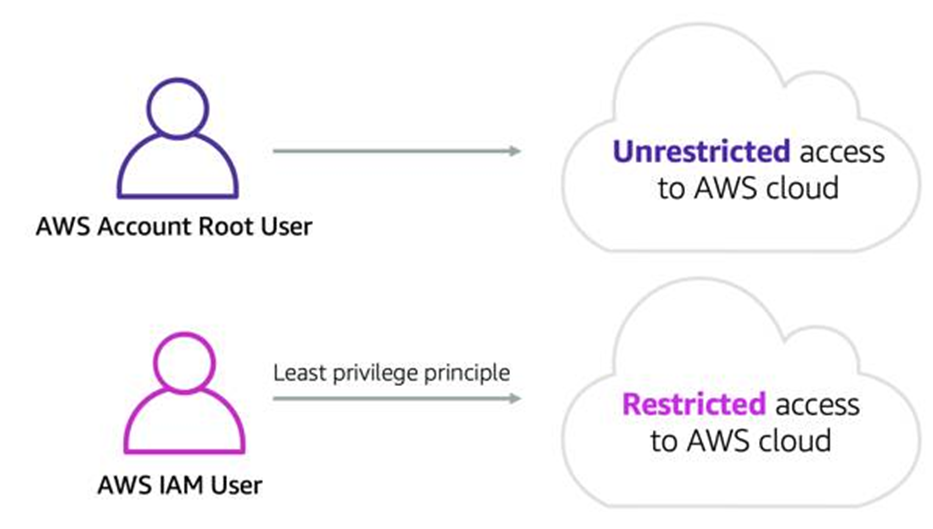 Unrestricted access
to AWS cloud
AWS Account Root User
Least privilege principle
Restricted access
to AWS cloud
AWS IAM User